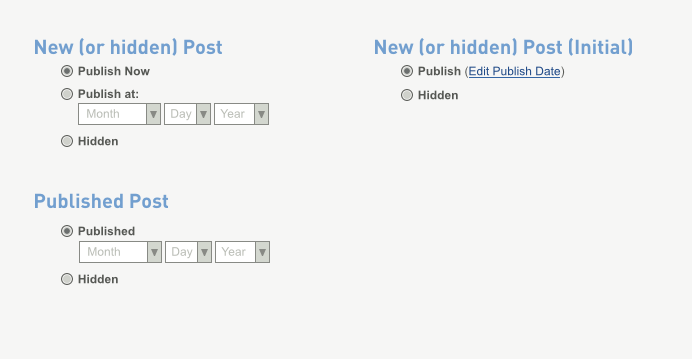 New (or hidden) Post
Publish Now
Publish at:
Month Day Year
Hidden
New (or hidden) Post (Initial)
Publish (Edit Publish Date)
Hidden
Published Post
Published
Month Day Year
Hidden